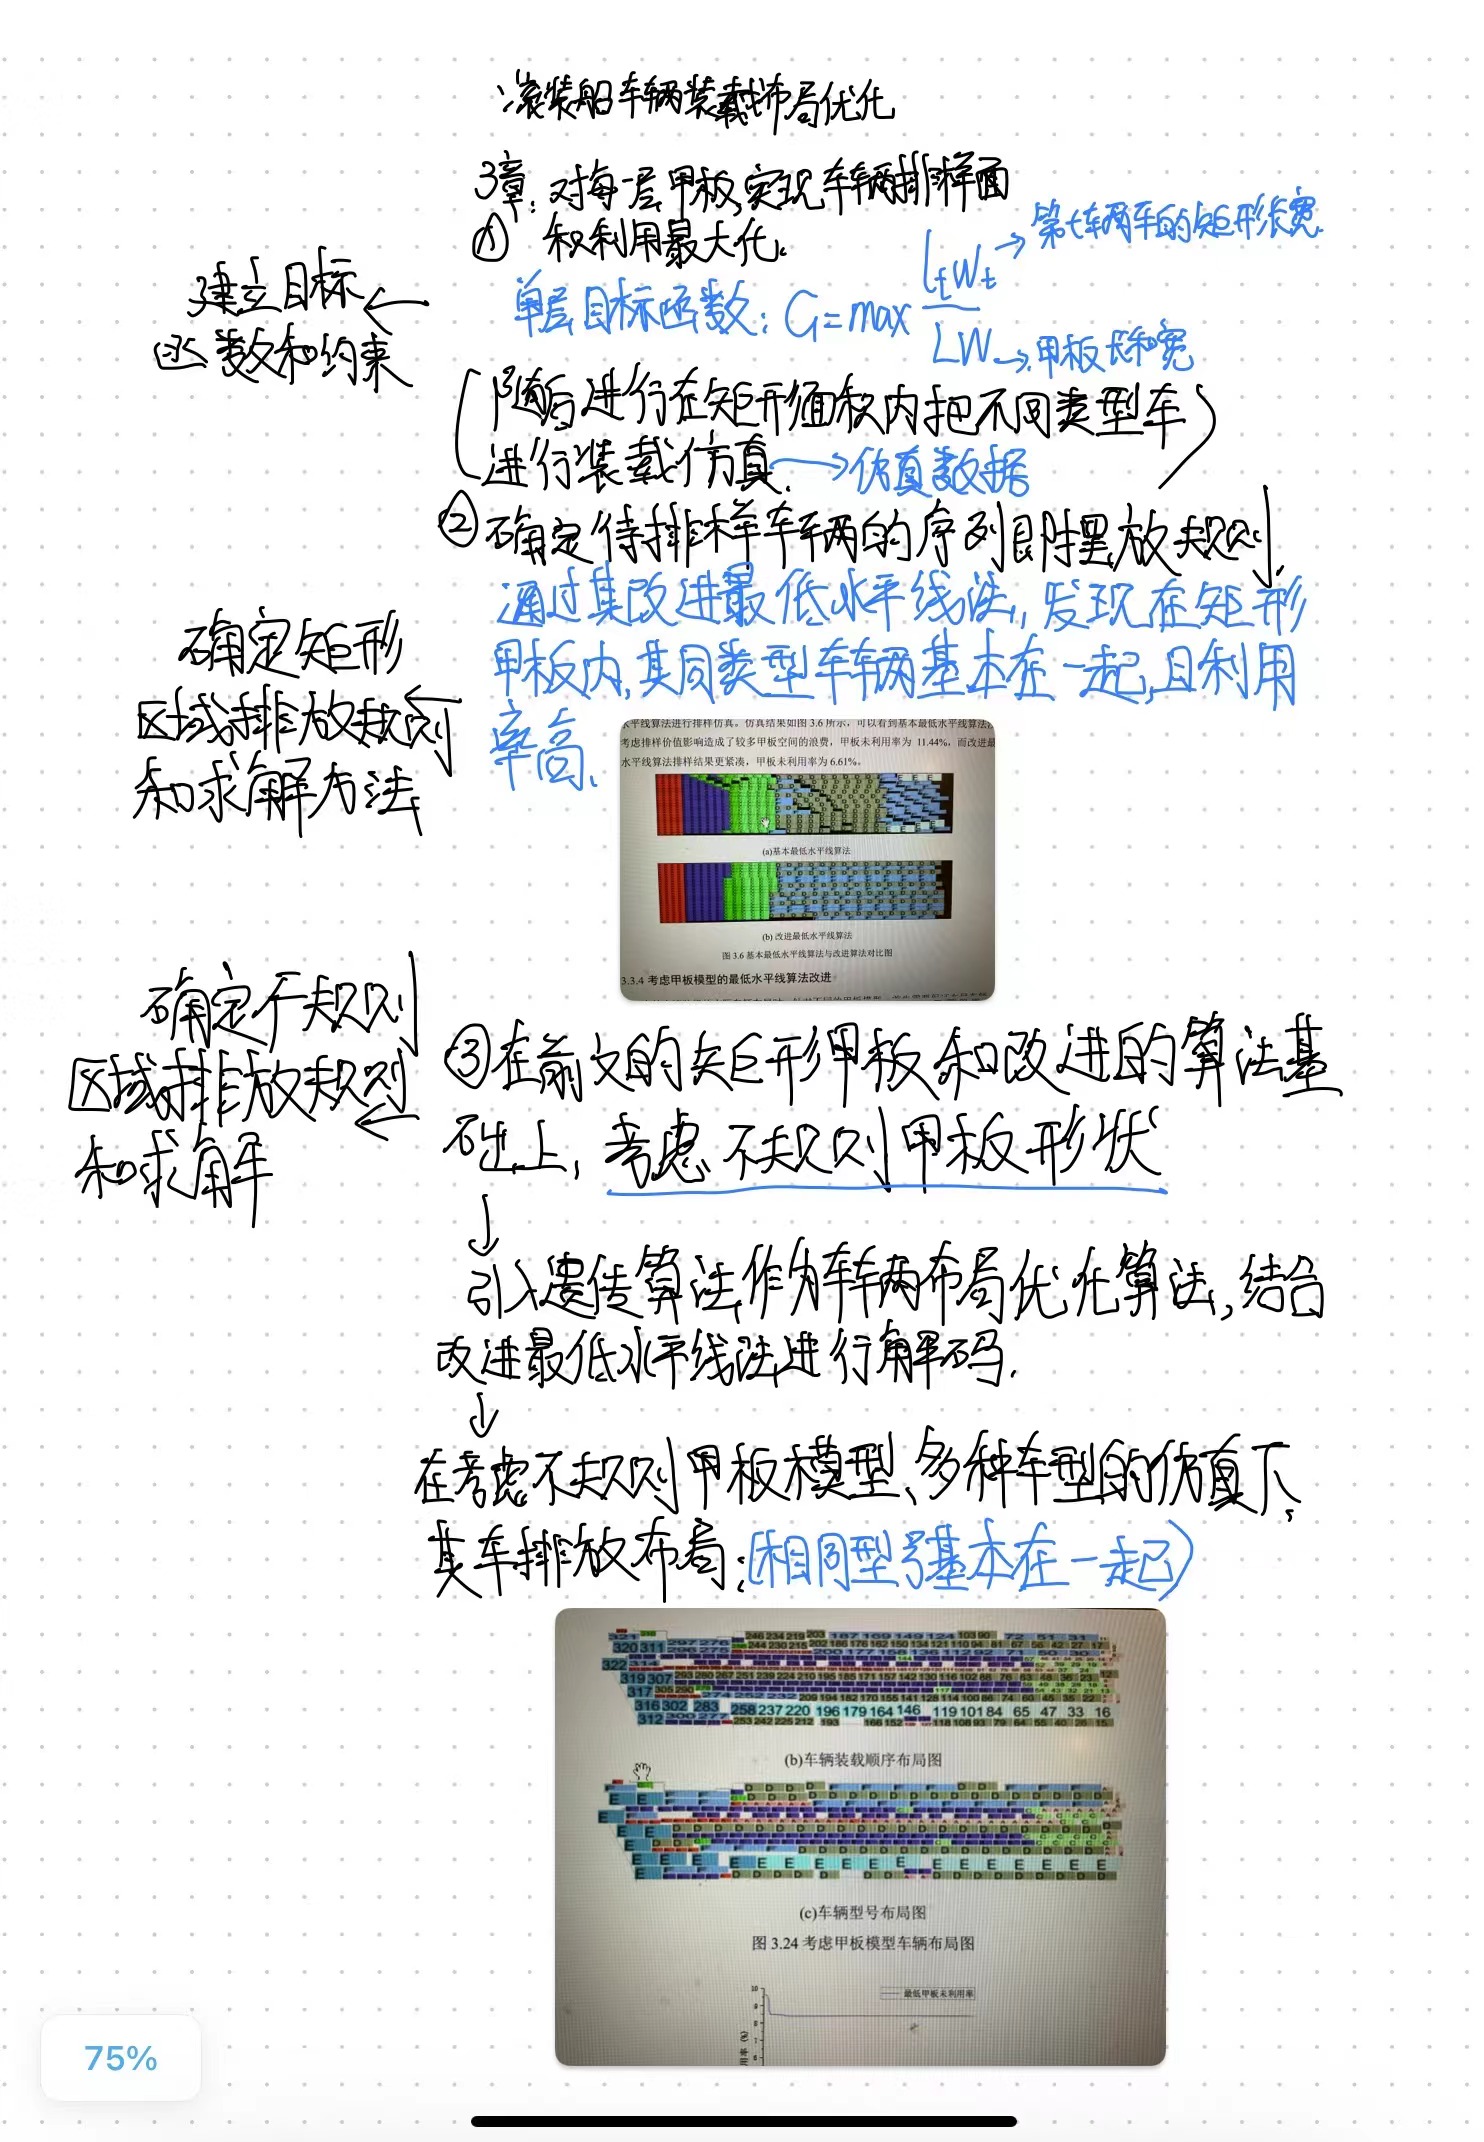 滚装船车辆装载布局优化
3章:对每一层甲板,实现车辆排样面
① 积利用最大化。
第t车辆车的矩形长宽.
建立目标
函数和约束
单层目标函数: G=max LtWt / LW
甲板长和宽
(随后进行在矩形面积内把不同类型车
进行装载仿真. →仿真数据)
②确定待排样车辆的序列即摆放规则.
通过其改进最低水平线法,发现在矩形
确定矩形
甲板内,其同类型车辆基本在一起,且利用
区域排放规则
率高.
和求解方法
水平线算法进行排样仿真。仿真结果如图 3.6 所示,可以看到基本最低水平线算法
考虑排样价值影响造成了较多甲板空间的浪费,甲板未利用率为 11.44%,而改进最
水平线算法排样结果更紧凑,甲板未利用率为 6.61%。
(a)基本最低水平线算法
(b) 改进最低水平线算法
图 3.6 基本最低水平线算法与改进算法对比图
3.3.4 考虑甲板模型的最低水平线算法改进
确定不规则
区域排放规则
和求解
③在前文的矩形甲板和改进的算法基
础上,考虑不规则甲板形状
↓
引入遗传算法作为车辆布局优化算法,结合
改进最低水平线法进行解码.
↓
在考虑不规则甲板模型、多种车型的仿真下,
其车排放布局:(相同型号基本在一起)
(b)车辆装载顺序布局图
(c)车辆型号布局图
图 3.24 考虑甲板模型车辆布局图
最低甲板未利用率
75%